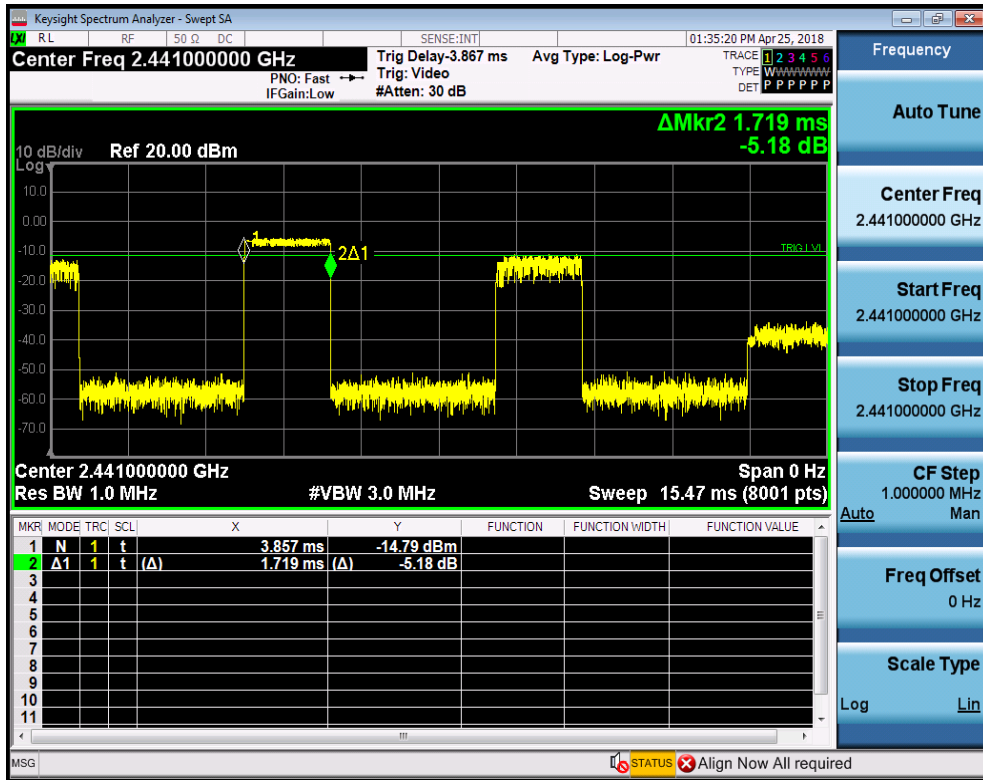 Keysight Spectrum Analyzer - Swept SA
LXI RL RF 50 Ω DC SENSE:INT 01:35:20 PM Apr 25, 2018
Center Freq 2.441000000 GHz
PNO: Fast
IFGain:Low
Trig Delay-3.867 ms
Trig: Video
#Atten: 30 dB
Avg Type: Log-Pwr
TRACE 1 2 3 4 5 6
TYPE WWWWWW
DET P P P P P P
Frequency
ΔMkr2 1.719 ms
-5.18 dB
10 dB/div Ref 20.00 dBm
Log
10.0
0.00
-10.0
-20.0
-30.0
-40.0
-50.0
-60.0
-70.0
1
2Δ1
TRIG LVL
Center 2.441000000 GHz Span 0 Hz
Res BW 1.0 MHz #VBW 3.0 MHz Sweep 15.47 ms (8001 pts)
MKR MODE TRC SCL X Y FUNCTION FUNCTION WIDTH FUNCTION VALUE
1 N 1 t 3.857 ms -14.79 dBm
2 Δ1 1 t (Δ) 1.719 ms (Δ) -5.18 dB
3
4
5
6
7
8
9
10
11
Auto Tune
Center Freq
2.441000000 GHz
Start Freq
2.441000000 GHz
Stop Freq
2.441000000 GHz
CF Step
1.000000 MHz
Auto Man
Freq Offset
0 Hz
Scale Type
Log Lin
MSG STATUS Align Now All required